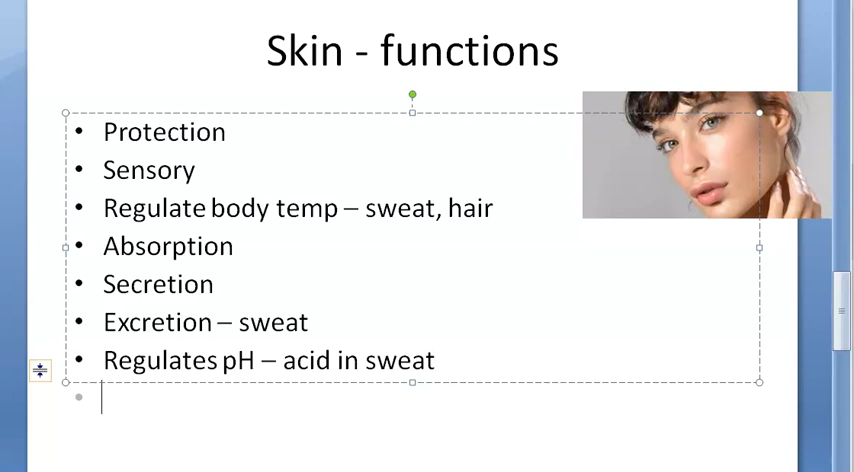 Skin - functions
• Protection
• Sensory
• Regulate body temp – sweat, hair
• Absorption
• Secretion
• Excretion – sweat
• Regulates pH – acid in sweat